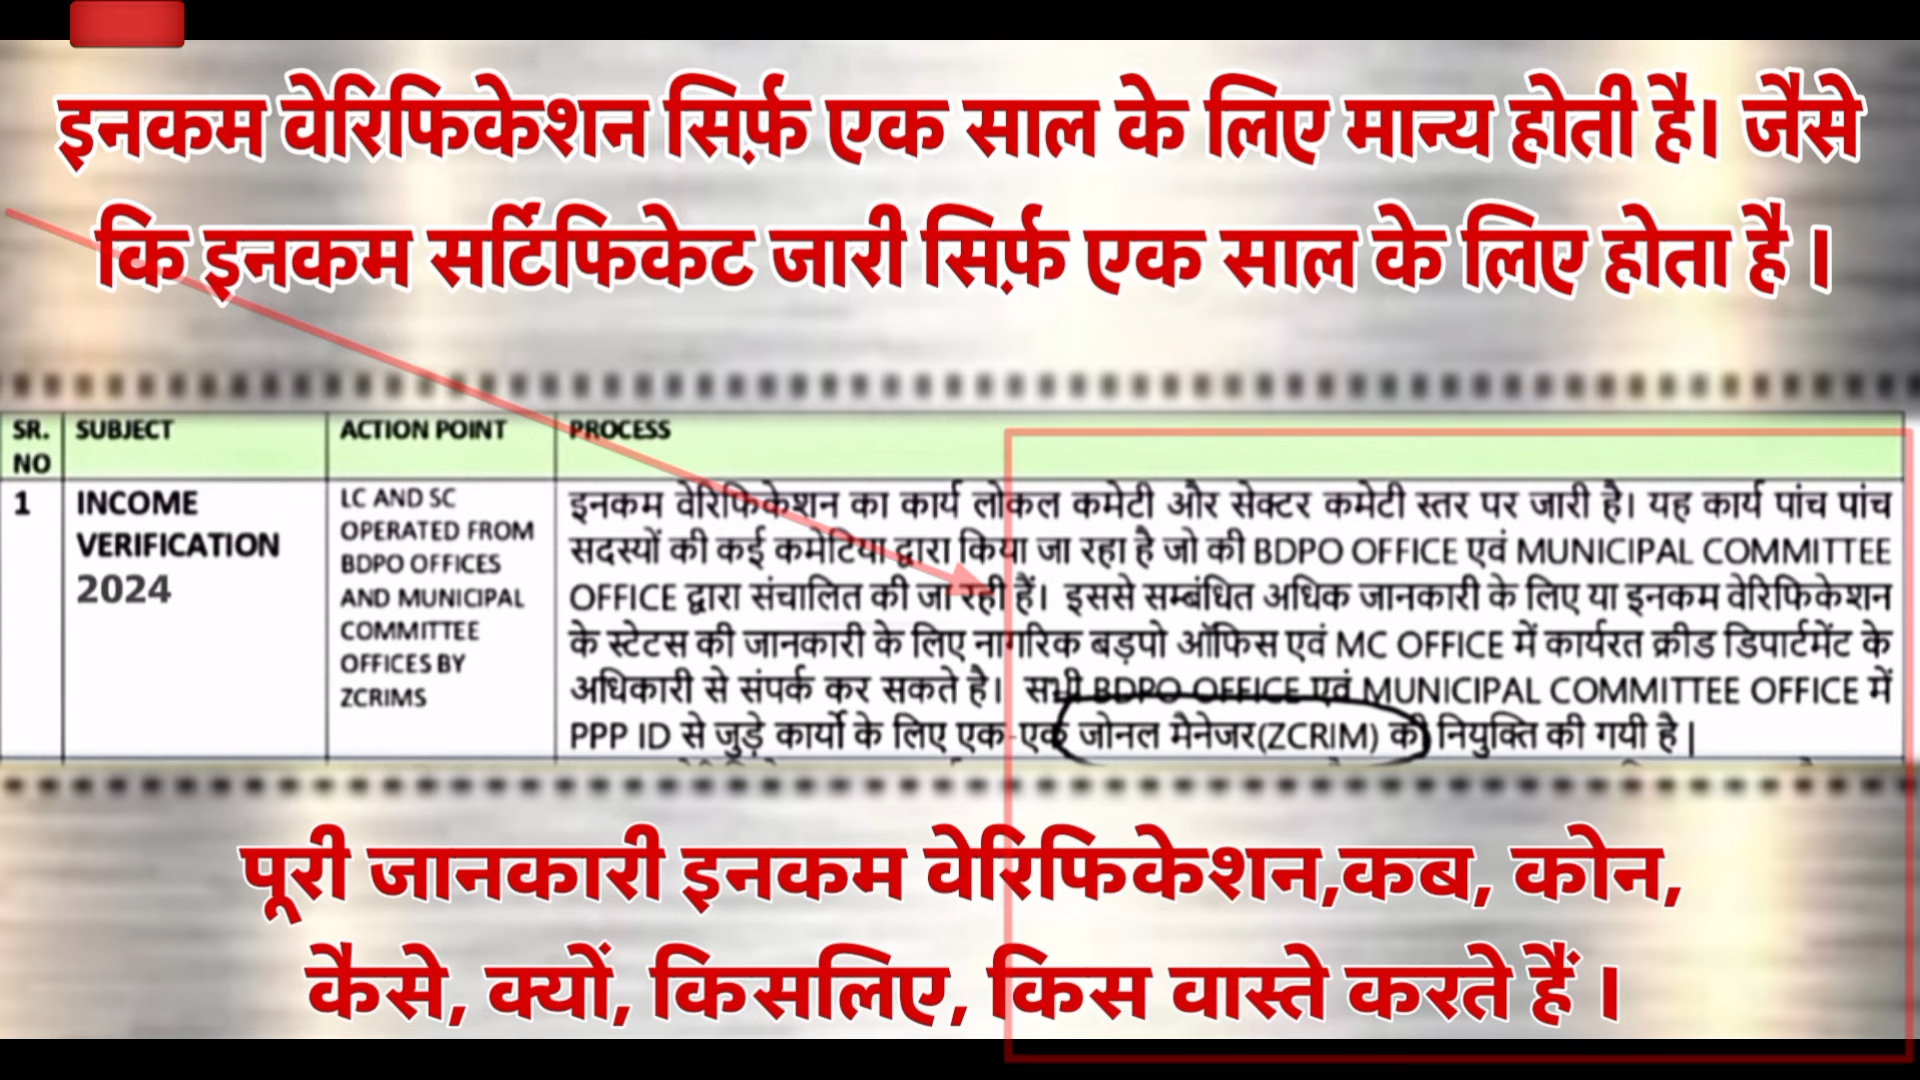 इनकम वेरिफिकेशन सिर्फ़ एक साल के लिए मान्य होती है। जैसे
कि इनकम सर्टिफिकेट जारी सिर्फ़ एक साल के लिए होता है ।
SR. NO
SUBJECT
ACTION POINT
PROCESS
1
INCOME
VERIFICATION
2024
LC AND SC
OPERATED FROM
BDPO OFFICES
AND MUNICIPAL
COMMITTEE
OFFICES BY
ZCRIMS
इनकम वेरिफिकेशन का कार्य लोकल कमेटी और सेक्टर कमेटी स्तर पर जारी है। यह कार्य पांच पांच
सदस्यों की कई कमेटिया द्वारा किया जा रहा है जो की BDPO OFFICE एवं MUNICIPAL COMMITTEE
OFFICE द्वारा संचालित की जा रही हैं। इससे सम्बंधित अधिक जानकारी के लिए या इनकम वेरिफिकेशन
के स्टेटस की जानकारी के लिए नागरिक बड़पो ऑफिस एवं MC OFFICE में कार्यरत क्रीड डिपार्टमेंट के
अधिकारी से संपर्क कर सकते है। सभी BDPO OFFICE एवं MUNICIPAL COMMITTEE OFFICE में
PPP ID से जुड़े कार्यो के लिए एक-एक जोनल मैनेजर(ZCRIM) की नियुक्ति की गयी है |
पूरी जानकारी इनकम वेरिफिकेशन,कब, कोन,
कैसे, क्यों, किसलिए, किस वास्ते करते हैं ।